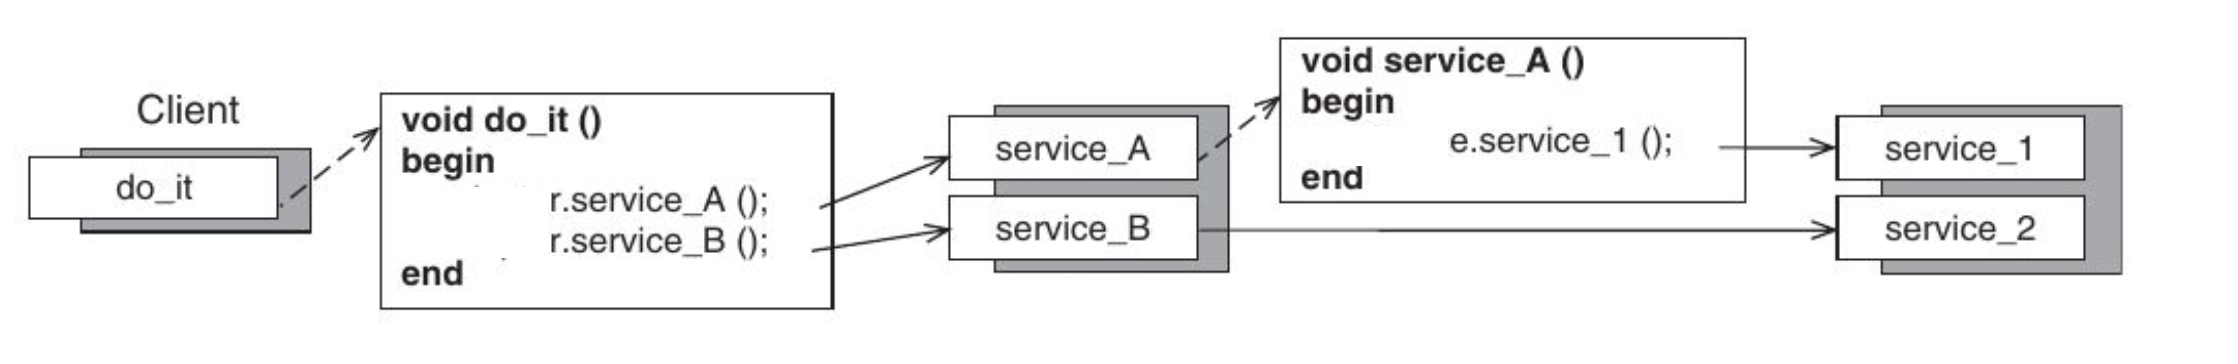 Client
do_it
void do_it ()
begin
r.service_A ();
r.service_B ();
end
service_A
service_B
void service_A ()
begin
e.service_1 ();
end
service_1
service_2